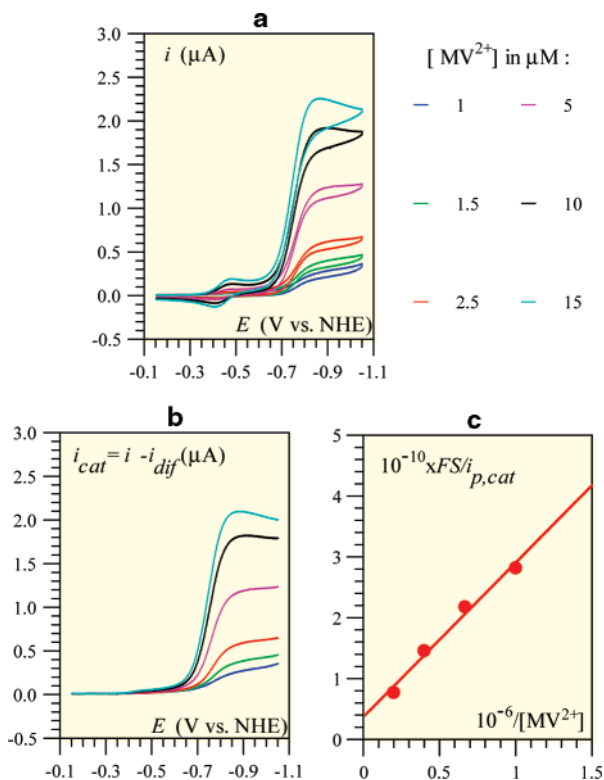 a
i (μA)
3.0
2.5
2.0
1.5
1.0
0.5
0.0
-0.5
E (V vs. NHE)
-0.1 -0.3 -0.5 -0.7 -0.9 -1.1
[MV²⁺] in μM :
1 5
1.5 10
2.5 15
b
i_cat = i - i_dif (μA)
3.0
2.5
2.0
1.5
1.0
0.5
0.0
-0.5
E (V vs. NHE)
-0.1 -0.3 -0.5 -0.7 -0.9 -1.1
c
10⁻¹⁰xFS/i_p,cat
5
4
3
2
1
0
10⁻⁶/[MV²⁺]
0 0.5 1 1.5